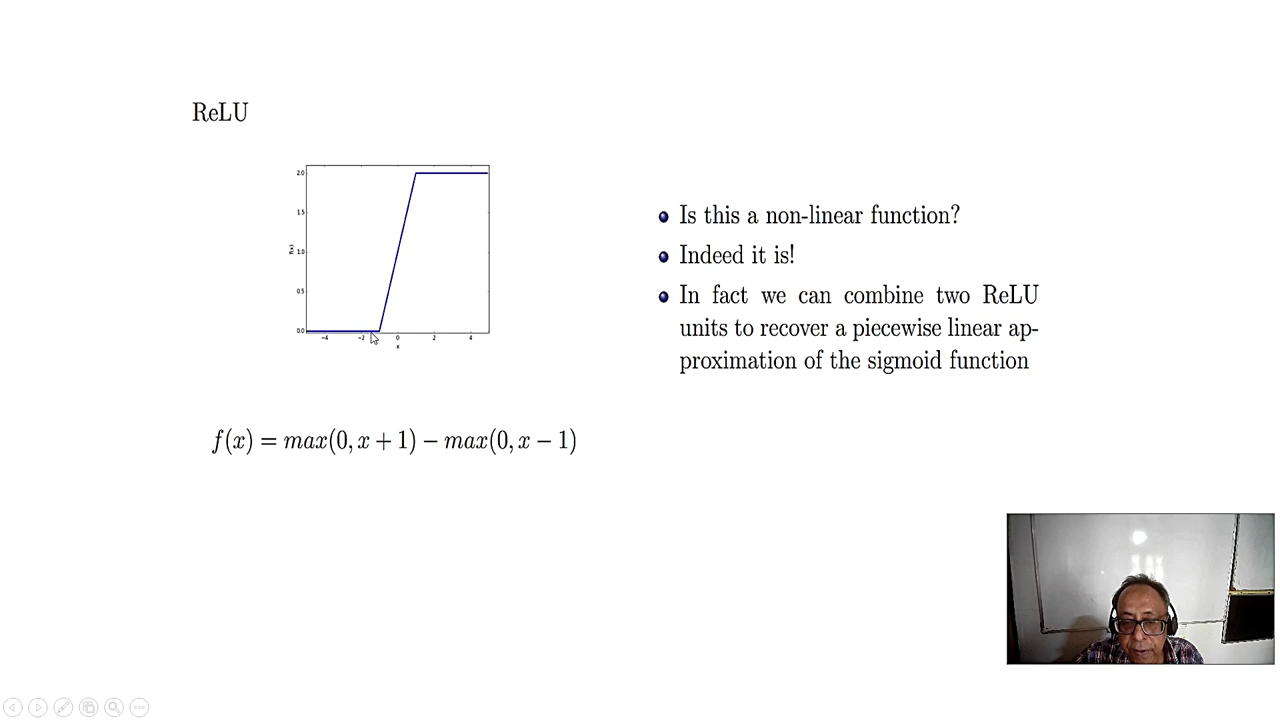 ReLU
2.0
1.5
1.0
0.5
0.0
f(x)
−4
−2
0
2
4
x
f(x) = max(0, x + 1) − max(0, x − 1)
Is this a non-linear function?
Indeed it is!
In fact we can combine two ReLU
units to recover a piecewise linear ap-
proximation of the sigmoid function